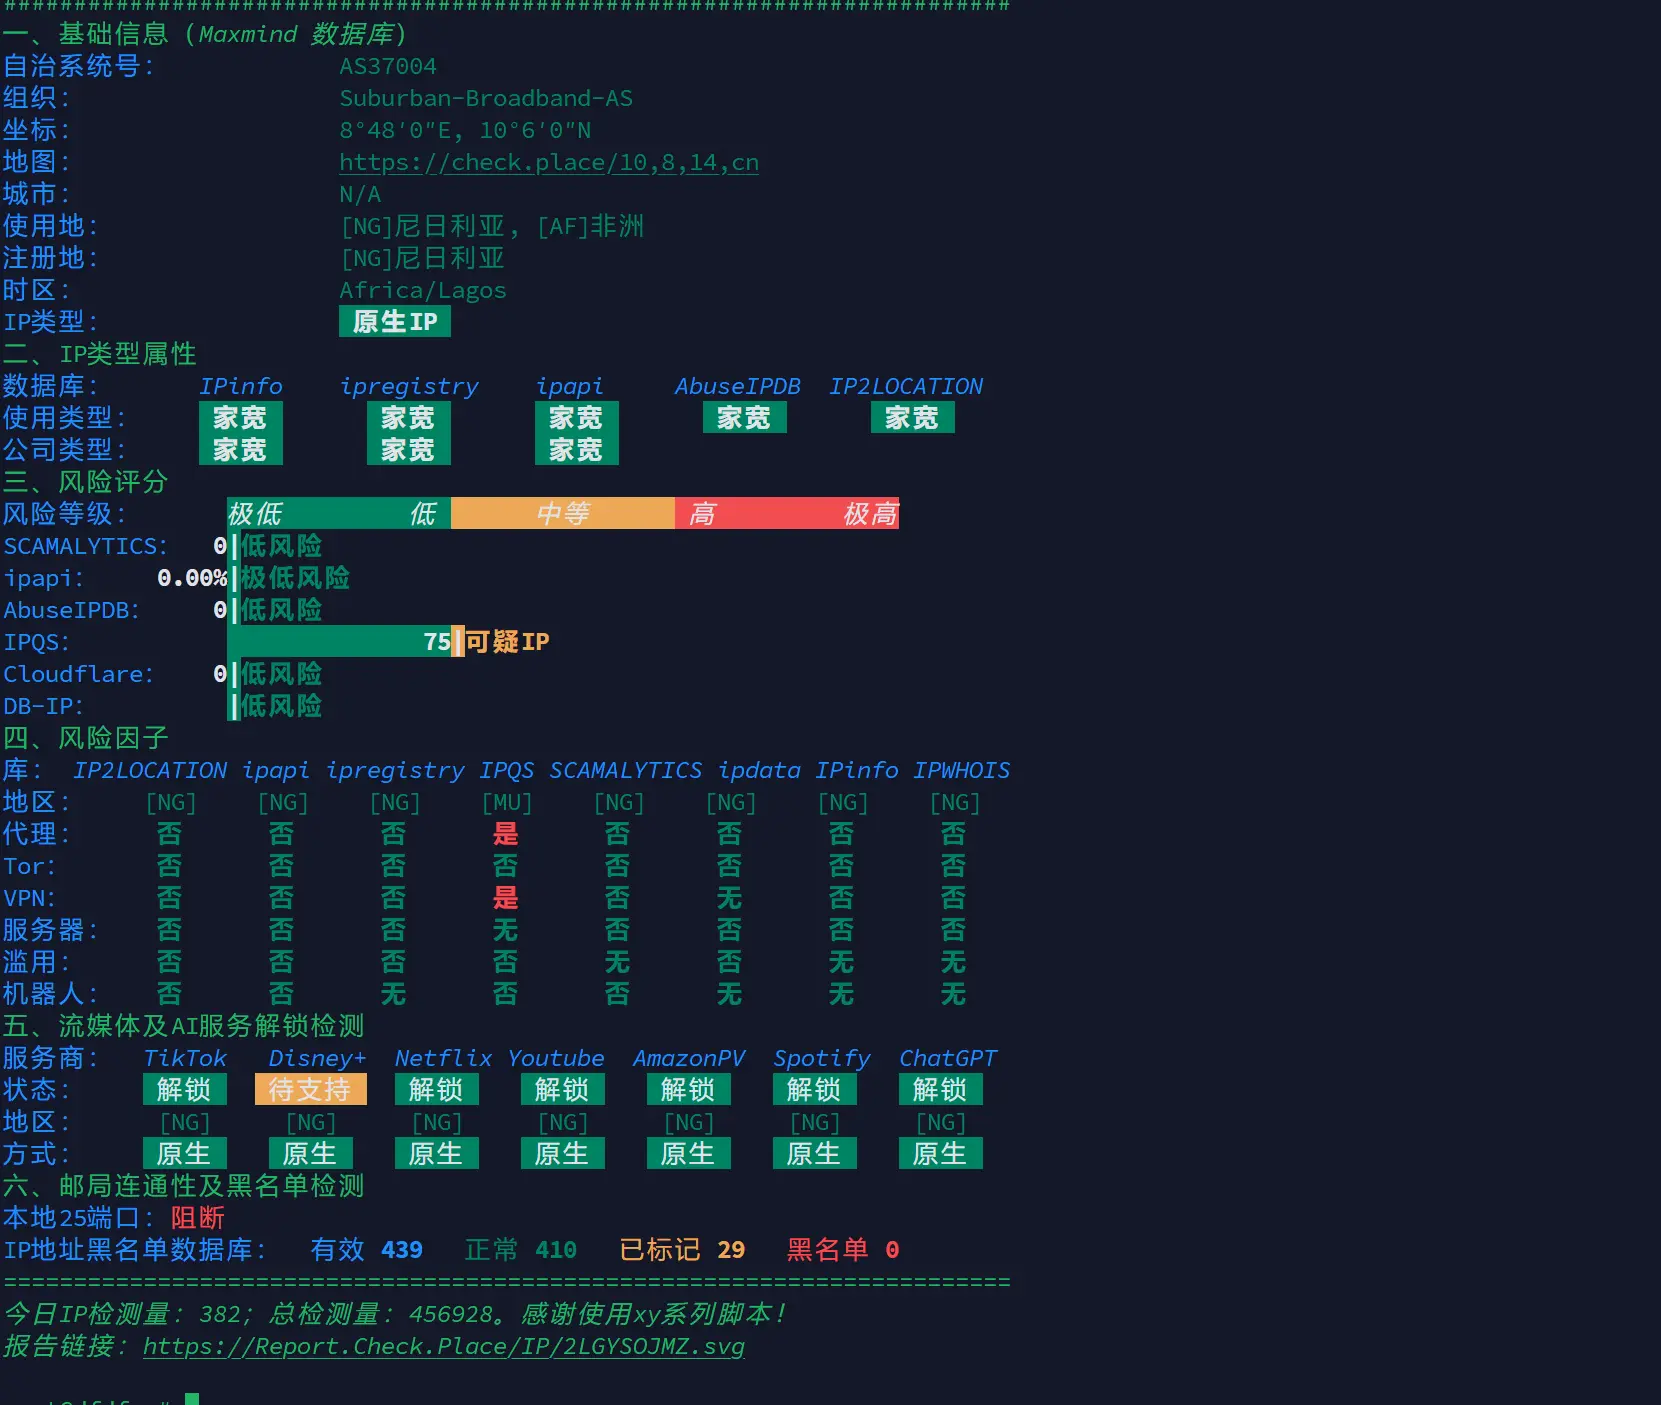 ########################################################################
一、基础信息（Maxmind 数据库）
自治系统号： AS37004
组织： Suburban-Broadband-AS
坐标： 8°48′0″E, 10°6′0″N
地图： https://check.place/10,8,14,cn
城市： N/A
使用地： [NG]尼日利亚, [AF]非洲
注册地： [NG]尼日利亚
时区： Africa/Lagos
IP类型： 原生IP
二、IP类型属性
数据库： IPinfo ipregistry ipapi AbuseIPDB IP2LOCATION
使用类型： 家宽 家宽 家宽 家宽 家宽
公司类型： 家宽 家宽 家宽
三、风险评分
风险等级： 极低 低 中等 高 极高
SCAMALYTICS： 0|低风险
ipapi： 0.00%|极低风险
AbuseIPDB： 0|低风险
IPQS： 75|可疑IP
Cloudflare： 0|低风险
DB-IP： |低风险
四、风险因子
库： IP2LOCATION ipapi ipregistry IPQS SCAMALYTICS ipdata IPinfo IPWHOIS
地区： [NG] [NG] [NG] [MU] [NG] [NG] [NG] [NG]
代理： 否 否 否 是 否 否 否 否
Tor： 否 否 否 否 否 否 否 否
VPN： 否 否 否 是 否 无 否 否
服务器： 否 否 否 无 否 否 否 否
滥用： 否 否 否 否 无 否 无 无
机器人： 否 否 无 否 否 无 无 无
五、流媒体及AI服务解锁检测
服务商： TikTok Disney+ Netflix Youtube AmazonPV Spotify ChatGPT
状态： 解锁 待支持 解锁 解锁 解锁 解锁 解锁
地区： [NG] [NG] [NG] [NG] [NG] [NG] [NG]
方式： 原生 原生 原生 原生 原生 原生 原生
六、邮局连通性及黑名单检测
本地25端口：阻断
IP地址黑名单数据库： 有效 439 正常 410 已标记 29 黑名单 0
========================================================================
今日IP检测量：382；总检测量：456928。感谢使用xy系列脚本！
报告链接：https://Report.Check.Place/IP/2LGYSOJMZ.svg